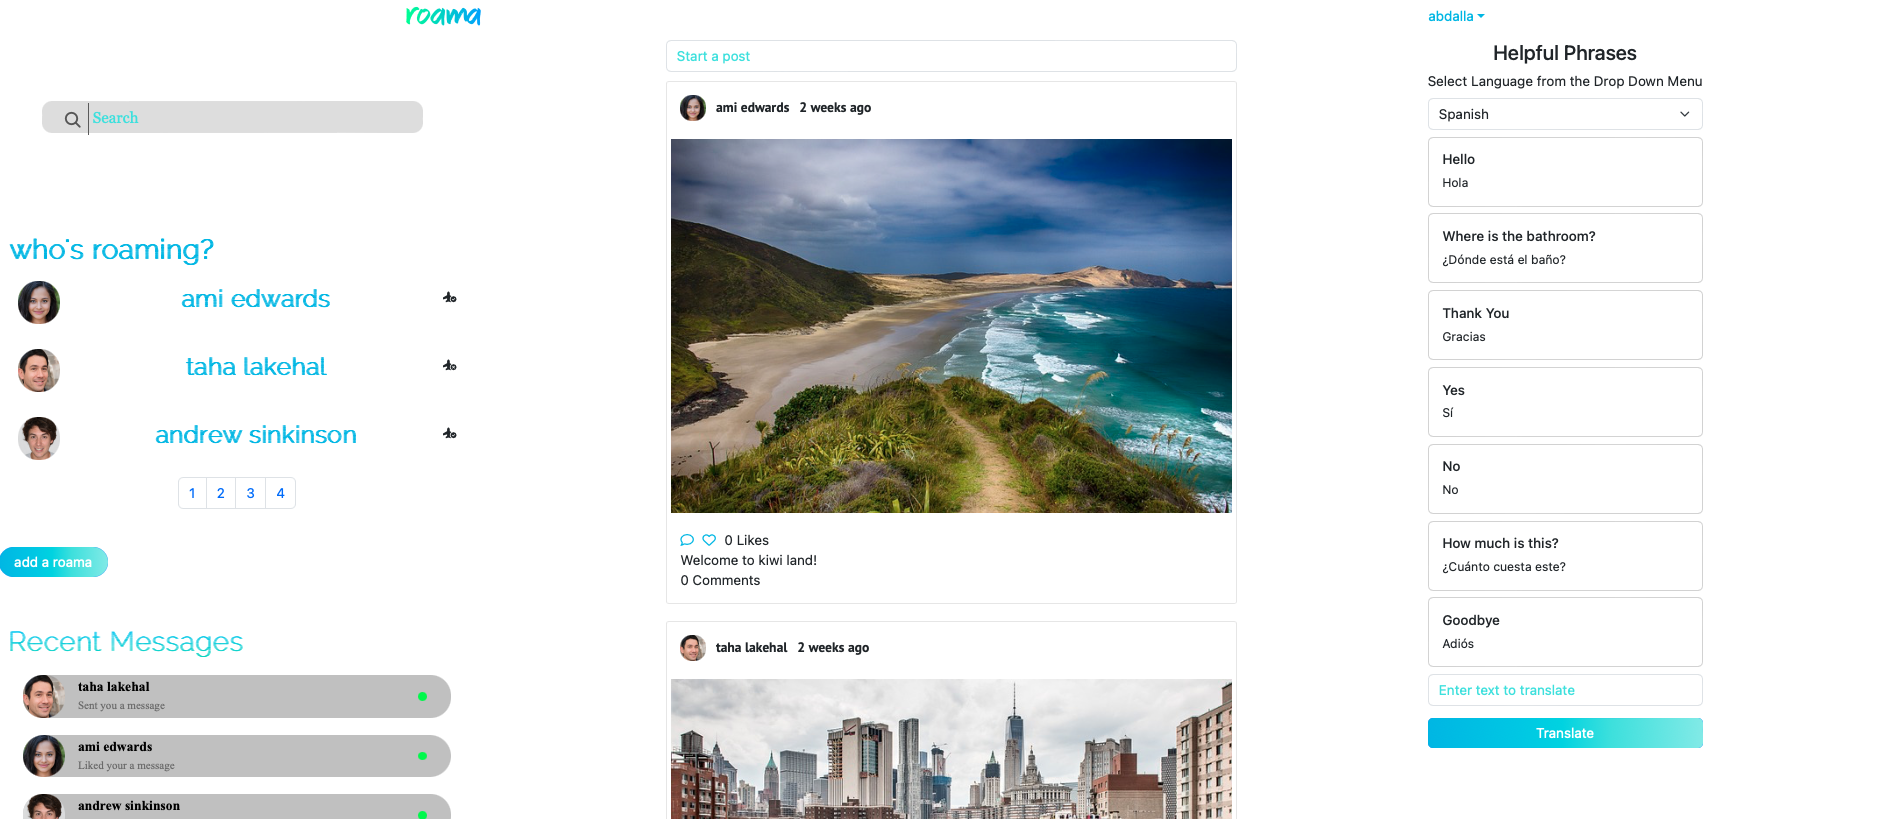 roama
Search
who's roaming?
ami edwards
taha lakehal
andrew sinkinson
1 2 3 4
add a roama
Recent Messages
taha lakehal
Sent you a message
ami edwards
Liked your a message
andrew sinkinson
Start a post
ami edwards 2 weeks ago
0 Likes
Welcome to kiwi land!
0 Comments
taha lakehal 2 weeks ago
abdalla
Helpful Phrases
Select Language from the Drop Down Menu
Spanish
Hello
Hola
Where is the bathroom?
¿Dónde está el baño?
Thank You
Gracias
Yes
Sí
No
No
How much is this?
¿Cuánto cuesta este?
Goodbye
Adiós
Enter text to translate
Translate